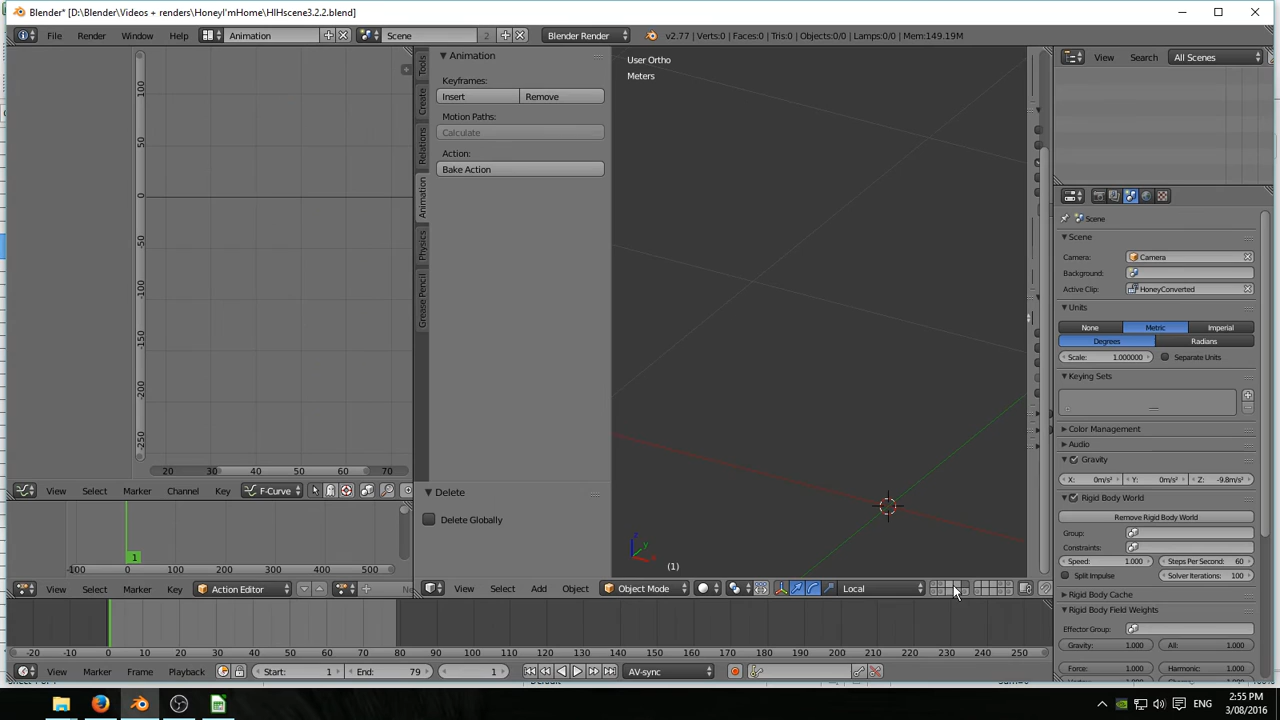 Blender* [D:\Blender\Videos + renders\HoneyI'mHome\HIHscene3.2.2.blend]
File Render Window Help Animation Scene 2 Blender Render v2.77 | Verts:0 | Faces:0 | Tris:0 | Objects:0/0 | Lamps:0/0 | Mem:149.19M
View Search All Scenes
100
50
0
-50
-100
-150
-200
-250
20 30 40 50 60 70
View Select Marker Channel Key F-Curve
-100 0 100 200 300 400 500
1
View Select Marker Key Action Editor
Tools
Create
Relations
Animation
Physics
Grease Pencil
Animation
Keyframes:
Insert Remove
Motion Paths:
Calculate
Action:
Bake Action
Delete
Delete Globally
User Ortho
Meters
z
y
x
(1)
View Select Add Object Object Mode Local
Scene
Scene
Camera: Camera
Background:
Active Clip: HoneyConverted
Units
None Metric Imperial
Degrees Radians
Scale: 1.000000 Separate Units
Keying Sets
Color Management
Audio
Gravity
X: 0m/s² Y: 0m/s² Z: -9.8m/s²
Rigid Body World
Remove Rigid Body World
Group:
Constraints:
Speed: 1.000 Steps Per Second: 60
Split Impulse Solver Iterations: 100
Rigid Body Cache
Rigid Body Field Weights
Effector Group:
Gravity: 1.000 All: 1.000
Force: 1.000 Harmonic: 1.000
-20 -10 0 10 20 30 40 50 60 70 80 90 100 110 120 130 140 150 160 170 180 190 200 210 220 230 240 250
View Marker Frame Playback Start: 1 End: 79 1 AV-sync
ENG
2:55 PM
3/08/2016